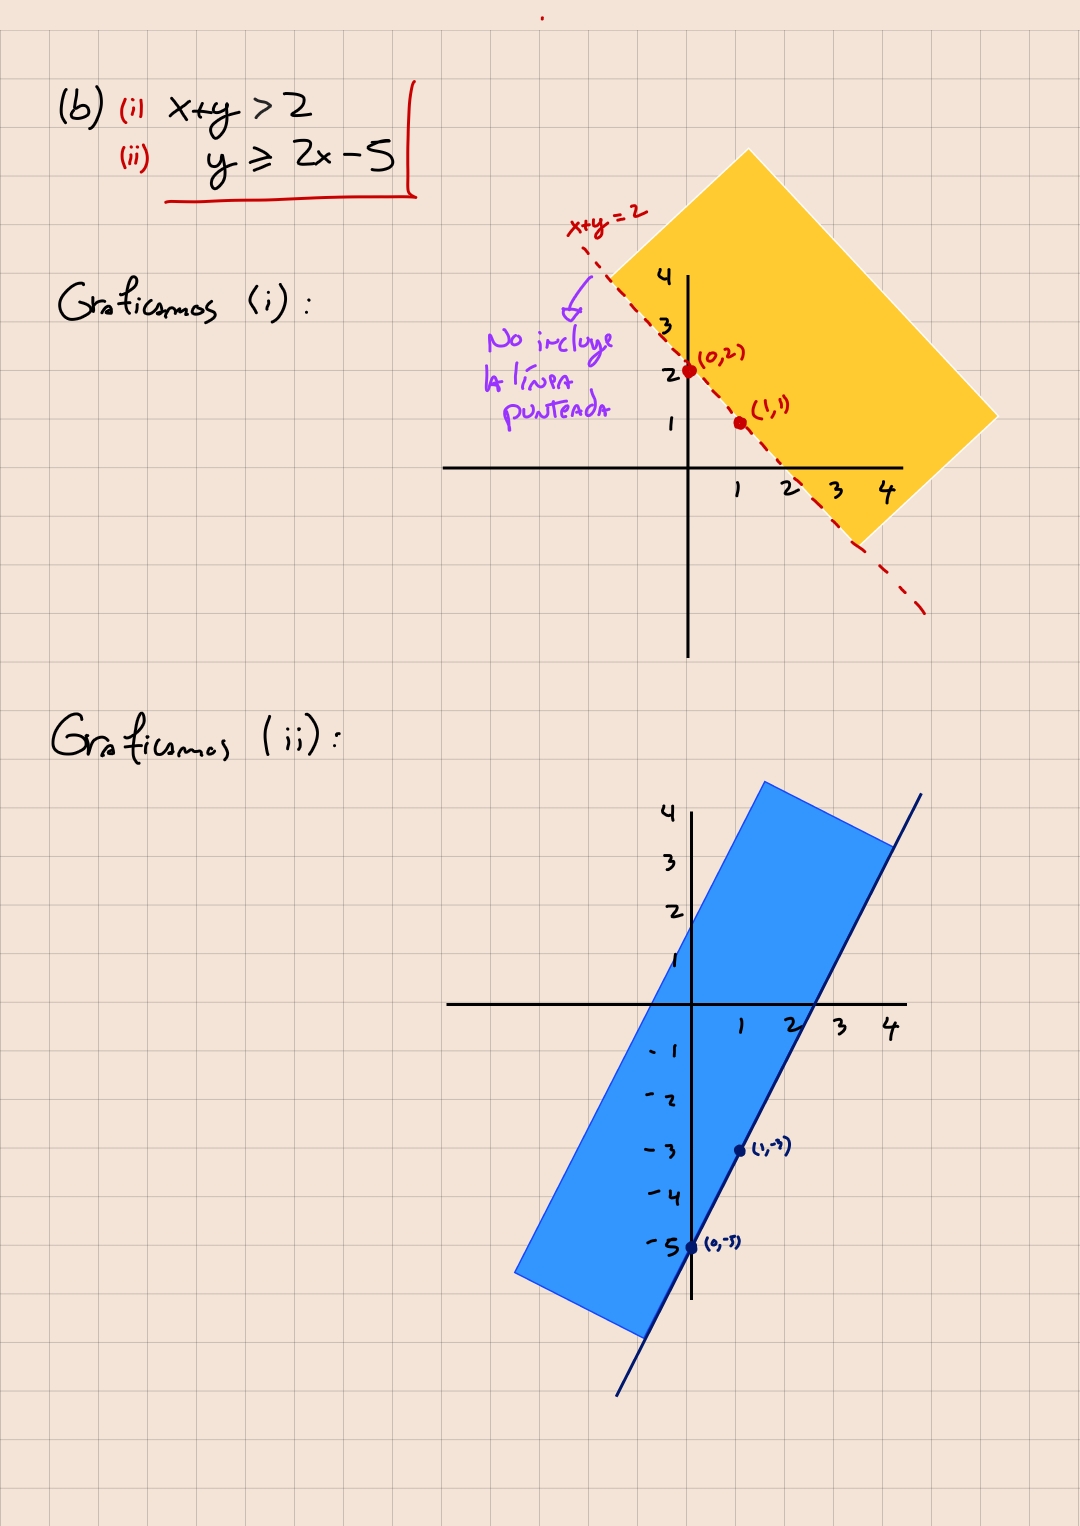 (b) (i) x+y > 2
(ii) y ⩾ 2x - 5
x+y = 2
Graficamos (i) :
4
3
(0,2)
2
No incluye
la línea
punteada
(1,1)
1
1 2 3 4
Graficamos (ii) :
4
3
2
1
1 2 3 4
- 1
- 2
- 3 (1,-3)
- 4
- 5 (0,-5)